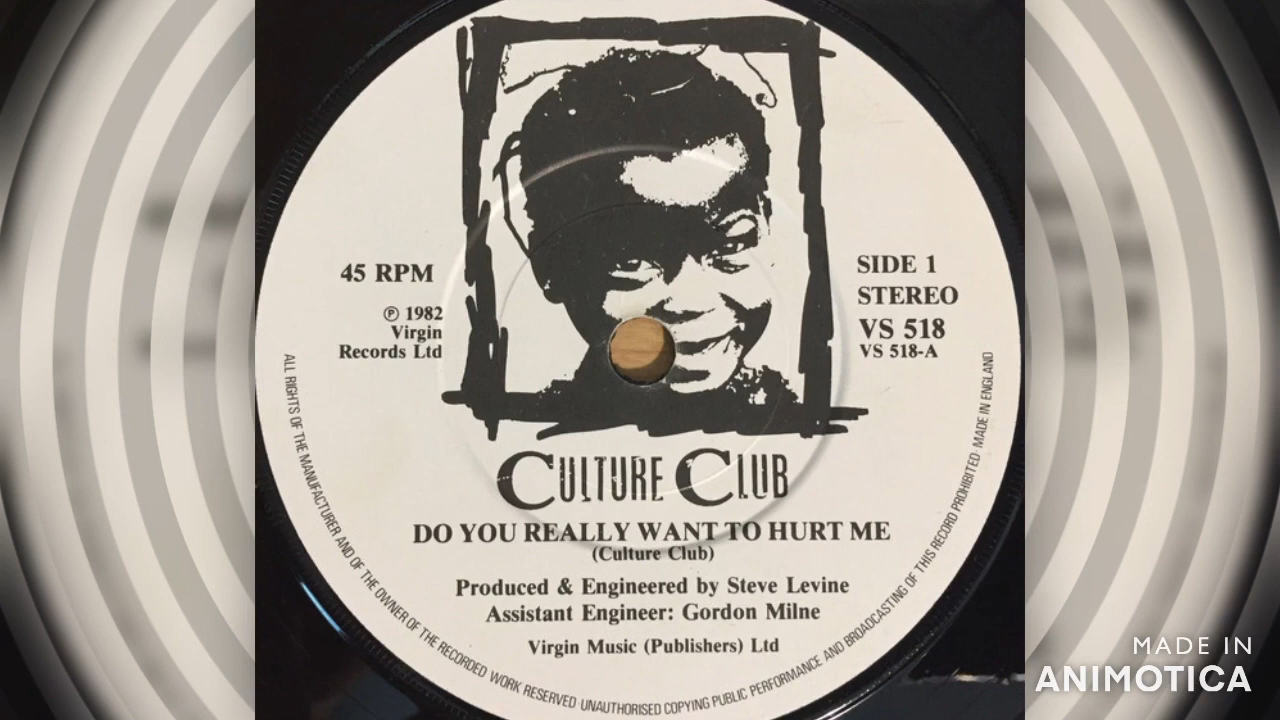 45 RPM
℗ 1982
Virgin
Records Ltd
SIDE 1
STEREO
VS 518
VS 518-A
CULTURE CLUB
DO YOU REALLY WANT TO HURT ME
(Culture Club)
Produced & Engineered by Steve Levine
Assistant Engineer: Gordon Milne
Virgin Music (Publishers) Ltd
ALL RIGHTS OF THE MANUFACTURER AND OF THE OWNER OF THE RECORDED WORK RESERVED·UNAUTHORISED COPYING PUBLIC PERFORMANCE AND BROADCASTING OF THIS RECORD PROHIBITED·MADE IN ENGLAND
MADE IN
ANIMOTICA